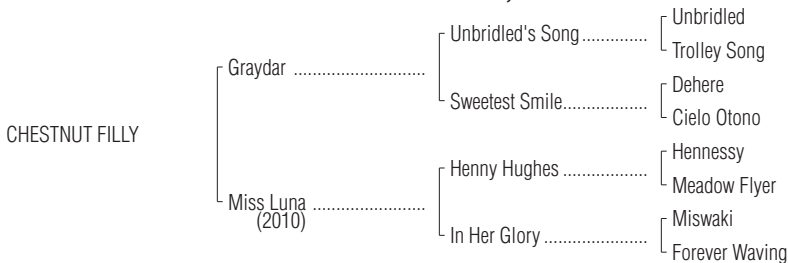 Unbridled
Unbridled's Song ..............
Trolley Song
Graydar ............................
Dehere
Sweetest Smile..................
Cielo Otono
CHESTNUT FILLY
Hennessy
Henny Hughes ..................
Meadow Flyer
Miss Luna ........................
(2010)
Miswaki
In Her Glory ......................
Forever Waving